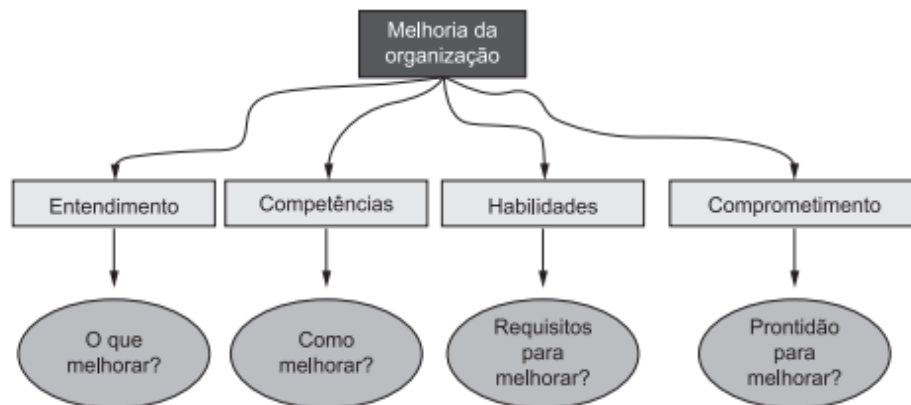 Melhoria da
organização
Entendimento
Competências
Habilidades
Comprometimento
O que
melhorar?
Como
melhorar?
Requisitos
para
melhorar?
Prontidão
para
melhorar?